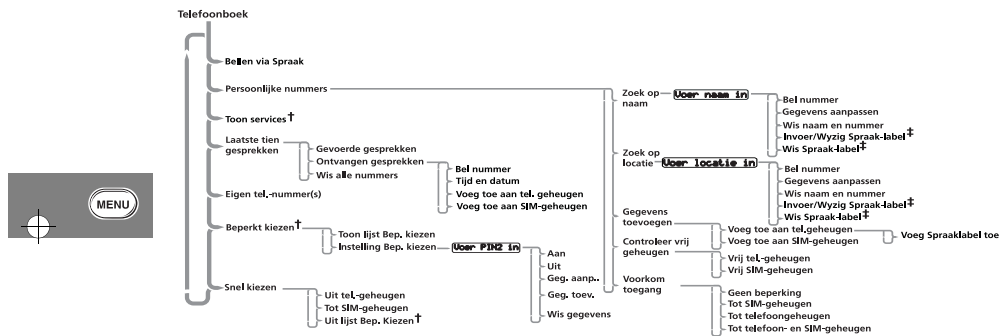 Telefoonboek
MENU
Bellen via Spraak
Persoonlijke nummers
Toon services†
Laatste tien
gesprekken
Gevoerde gesprekken
Ontvangen gesprekken
Wis alle nummers
Bel nummer
Tijd en datum
Voeg toe aan tel. geheugen
Voeg toe aan SIM-geheugen
Eigen tel.-nummer(s)
Beperkt kiezen†
Toon lijst Bep. kiezen
Instelling Bep. kiezen
Voer PIN2 in
Aan
Uit
Geg. aanp..
Geg. toev.
Wis gegevens
Snel kiezen
Uit tel.-geheugen
Tot SIM-geheugen
Uit lijst Bep. Kiezen†
Zoek op
naam
Voer naam in
Bel nummer
Gegevens aanpassen
Wis naam en nummer
Invoer/Wyzig Spraak-label‡
Wis Spraak-label‡
Zoek op
locatie
Voer locatie in
Bel nummer
Gegevens aanpassen
Wis naam en nummer
Invoer/Wyzig Spraak-label‡
Wis Spraak-label‡
Gegevens
toevoegen
Voeg toe aan tel.geheugen
Voeg toe aan SIM-geheugen
Voeg Spraaklabel toe
Controleer vrij
geheugen
Vrij tel.-geheugen
Vrij SIM-geheugen
Voorkom
toegang
Geen beperking
Tot SIM-geheugen
Tot telefoongeheugen
Tot telefoon- en SIM-geheugen